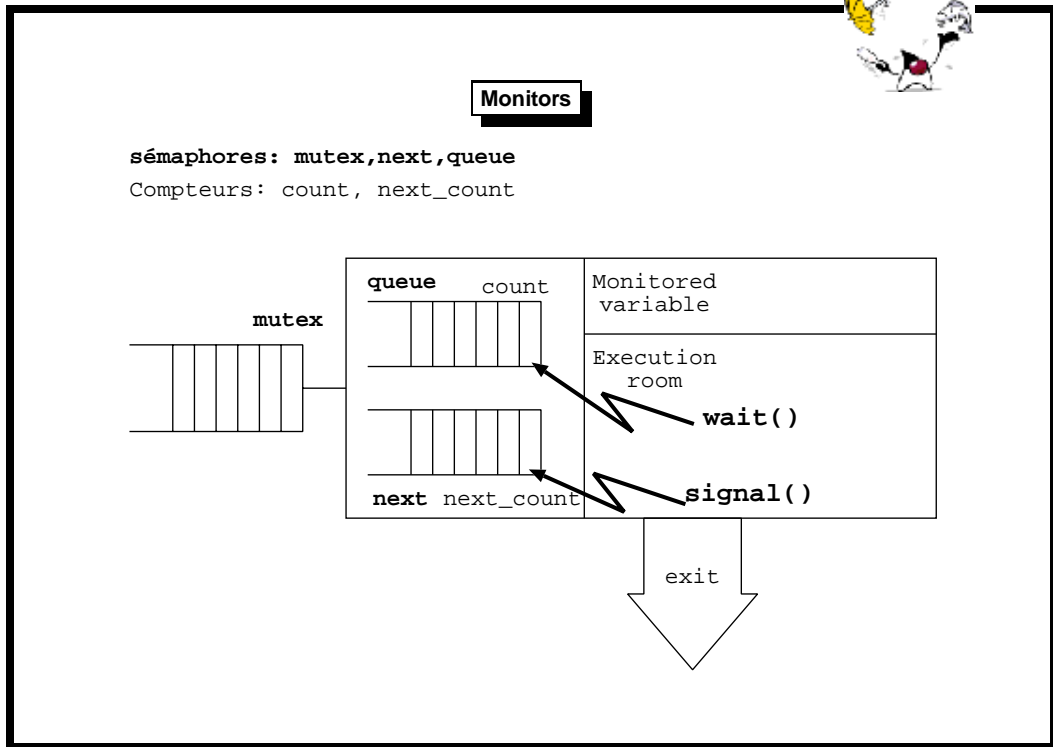 Monitors
sémaphores: mutex,next,queue
Compteurs: count, next_count
queue count
Monitored
variable
mutex
Execution
room
wait()
next next_count
signal()
exit